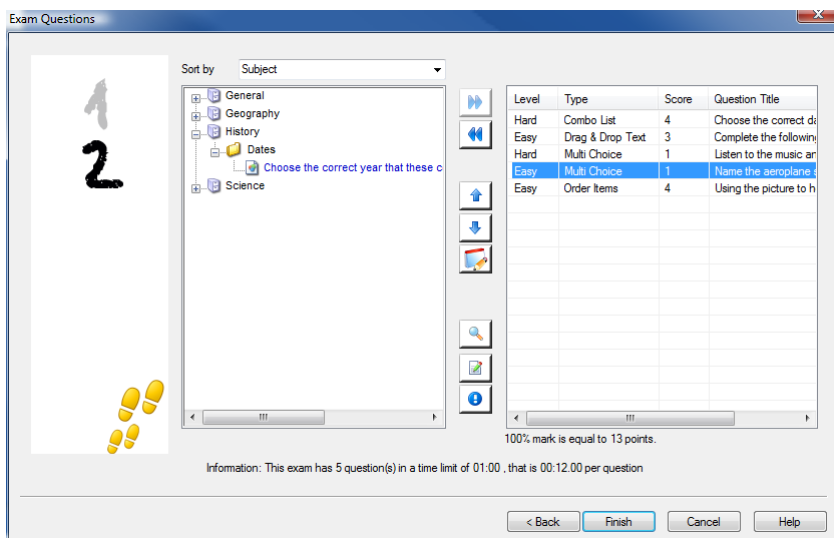 Exam Questions
1
2
Sort by Subject
General
Geography
History
Dates
Choose the correct year that these c
Science
Level Type Score Question Title
Hard Combo List 4 Choose the correct da
Easy Drag & Drop Text 3 Complete the following
Hard Multi Choice 1 Listen to the music an
Easy Multi Choice 1 Name the aeroplane s
Easy Order Items 4 Using the picture to h
100% mark is equal to 13 points.
Information: This exam has 5 question(s) in a time limit of 01:00 , that is 00:12.00 per question
< Back Finish Cancel Help